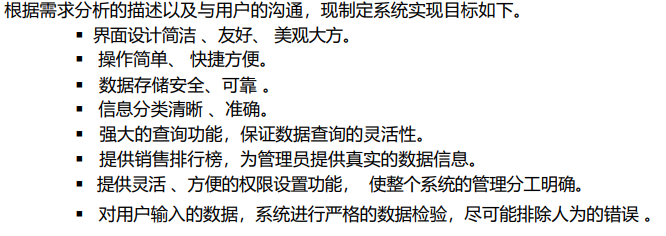 根据需求分析的描述以及与用户的沟通，现制定系统实现目标如下。
▪ 界面设计简洁 、友好、 美观大方。
▪ 操作简单、 快捷方便。
▪ 数据存储安全、可靠 。
▪ 信息分类清晰 、准确。
▪ 强大的查询功能，保证数据查询的灵活性。
▪ 提供销售排行榜，为管理员提供真实的数据信息。
▪ 提供灵活 、方便的权限设置功能， 使整个系统的管理分工明确。
▪ 对用户输入的数据，系统进行严格的数据检验，尽可能排除人为的错误 。